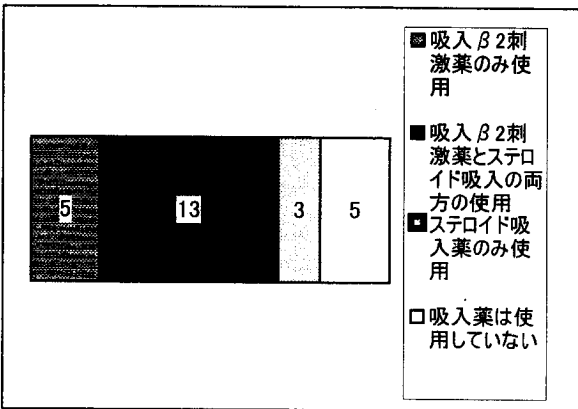 5
13
3
5
吸入β2刺
激薬のみ使
用
吸入β2刺
激薬とステロ
イド吸入の両
方の使用
ステロイド吸
入薬のみ使
用
吸入薬は使
用していない